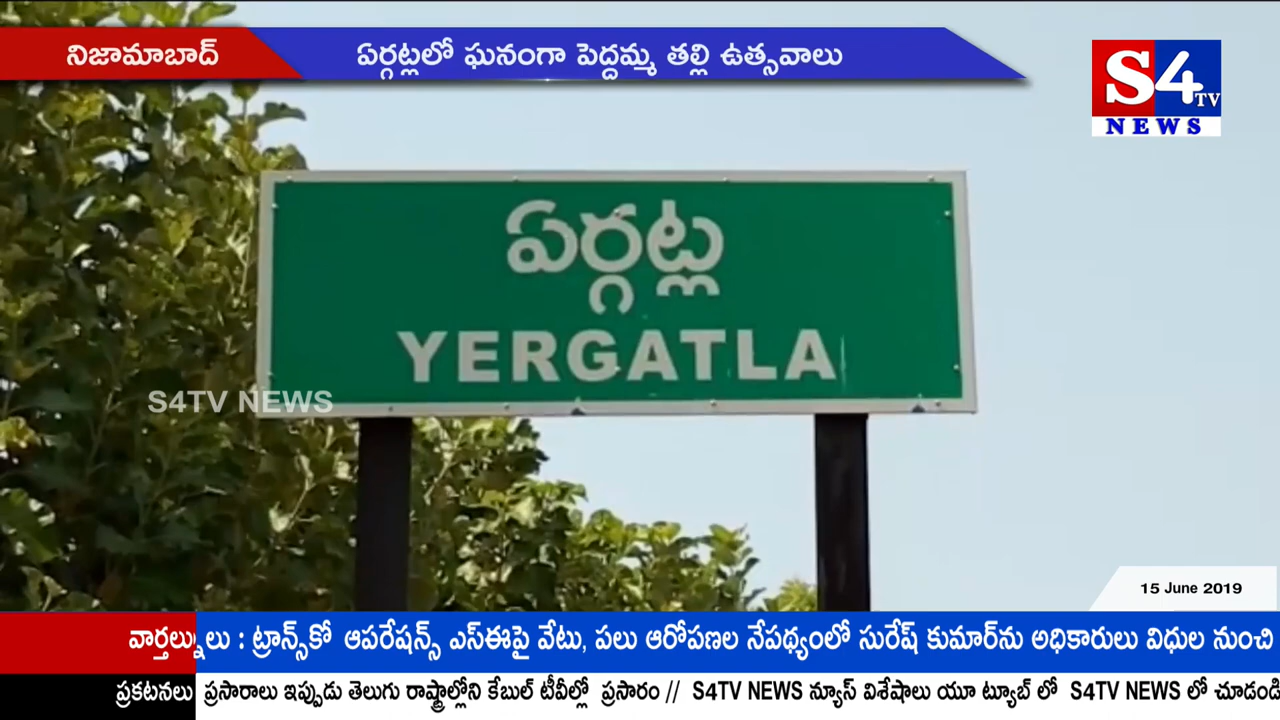 నిజామాబాద్ ఏర్గట్లలో ఘనంగా పెద్దమ్మ తల్లి ఉత్సవాలు
S4
TV
NEWS
ఏర్గట్ల
YERGATLA
S4TV NEWS
15 June 2019
వార్తలు : ట్రాన్స్‌కో ఆపరేషన్స్ ఎస్ఈపై వేటు, పలు ఆరోపణల నేపథ్యంలో సురేష్ కుమార్‌ను అధికారులు విధుల నుంచి
ప్రకటనలు ప్రసారాలు ఇప్పుడు తెలుగు రాష్ట్రాల్లోని కేబుల్ టీవీల్లో ప్రసారం // S4TV NEWS న్యూస్ విశేషాలు యూ ట్యూబ్ లో S4TV NEWS లో చూడండి